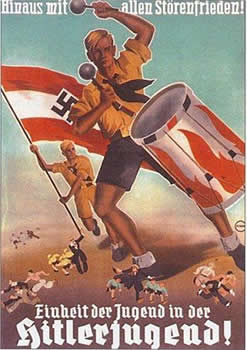 Hinaus mit allen Störenfrieden!
Einheit der Jugend in der
Hitlerjugend!